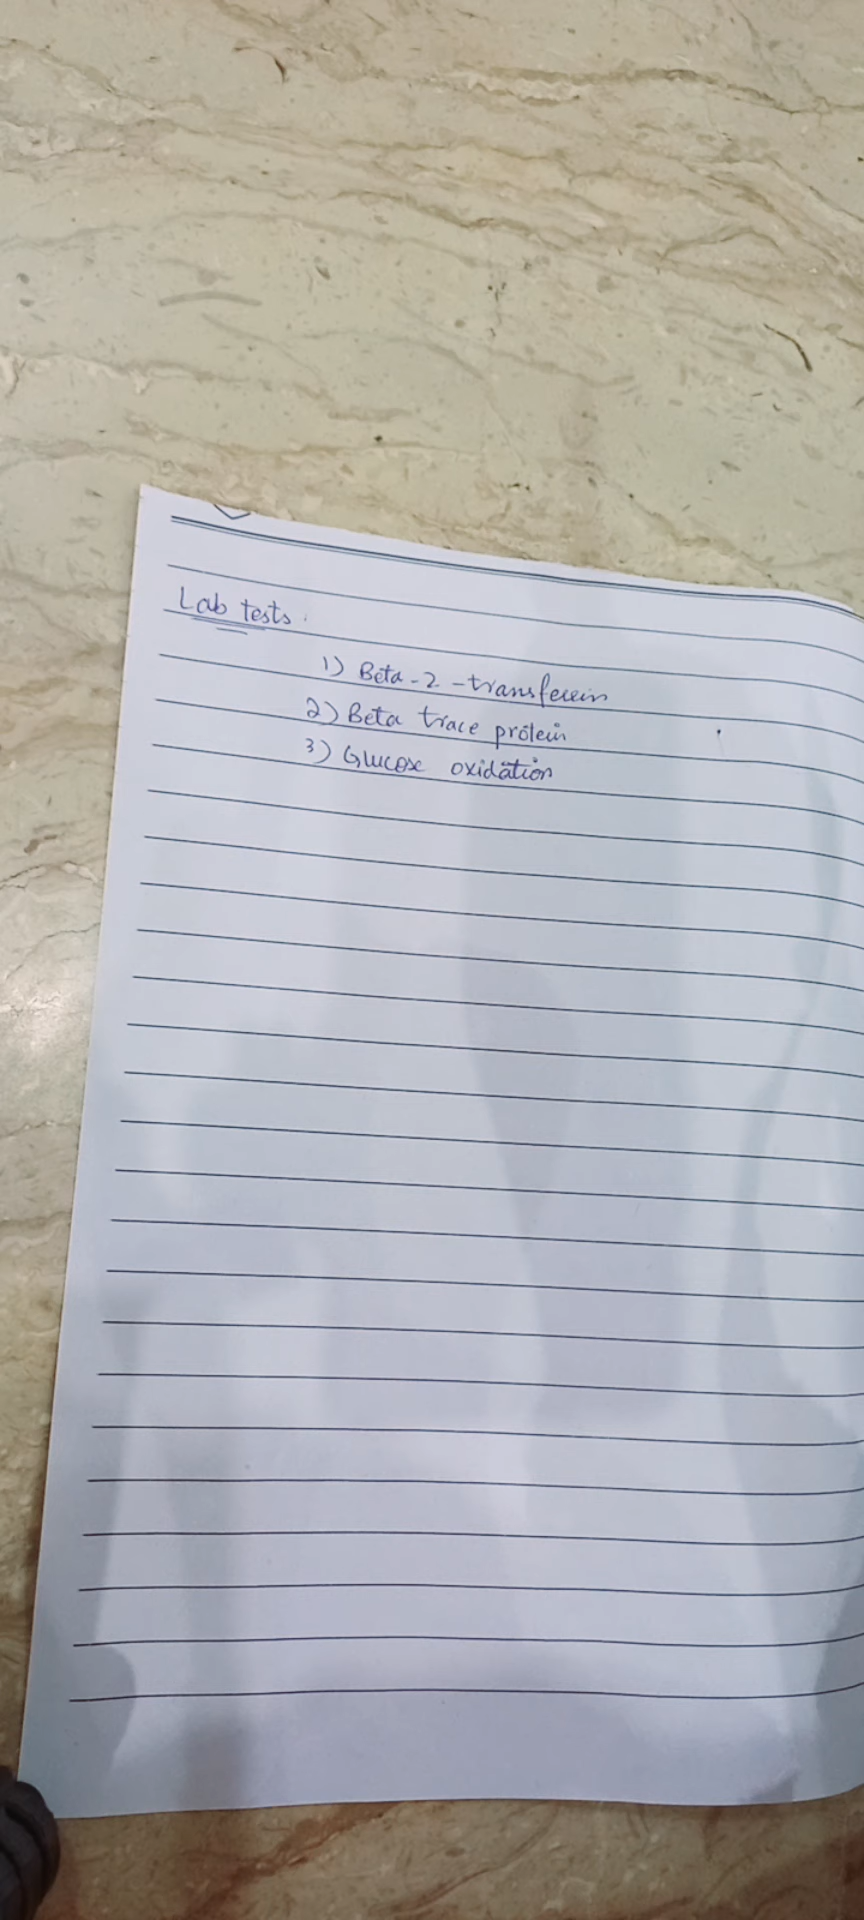 Lab tests :
1) Beta-2-transferrin
2) Beta trace protein
3) Glucose oxidation